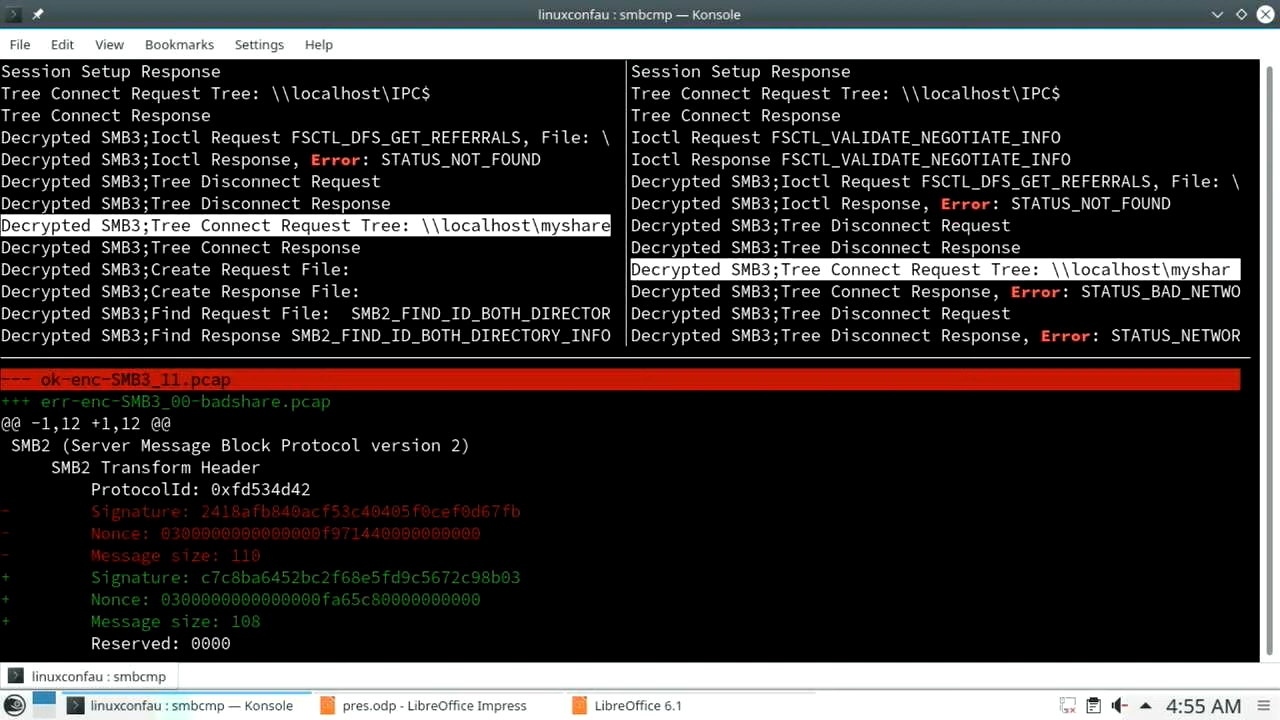 linuxconfau : smbcmp — Konsole
File Edit View Bookmarks Settings Help
Session Setup Response
Tree Connect Request Tree: \\localhost\IPC$
Tree Connect Response
Decrypted SMB3;Ioctl Request FSCTL_DFS_GET_REFERRALS, File: \
Decrypted SMB3;Ioctl Response, Error: STATUS_NOT_FOUND
Decrypted SMB3;Tree Disconnect Request
Decrypted SMB3;Tree Disconnect Response
Decrypted SMB3;Tree Connect Request Tree: \\localhost\myshare
Decrypted SMB3;Tree Connect Response
Decrypted SMB3;Create Request File:
Decrypted SMB3;Create Response File:
Decrypted SMB3;Find Request File:  SMB2_FIND_ID_BOTH_DIRECTOR
Decrypted SMB3;Find Response SMB2_FIND_ID_BOTH_DIRECTORY_INFO
Session Setup Response
Tree Connect Request Tree: \\localhost\IPC$
Tree Connect Response
Ioctl Request FSCTL_VALIDATE_NEGOTIATE_INFO
Ioctl Response FSCTL_VALIDATE_NEGOTIATE_INFO
Decrypted SMB3;Ioctl Request FSCTL_DFS_GET_REFERRALS, File: \
Decrypted SMB3;Ioctl Response, Error: STATUS_NOT_FOUND
Decrypted SMB3;Tree Disconnect Request
Decrypted SMB3;Tree Disconnect Response
Decrypted SMB3;Tree Connect Request Tree: \\localhost\myshar
Decrypted SMB3;Tree Connect Response, Error: STATUS_BAD_NETWO
Decrypted SMB3;Tree Disconnect Request
Decrypted SMB3;Tree Disconnect Response, Error: STATUS_NETWOR
--- ok-enc-SMB3_11.pcap
+++ err-enc-SMB3_00-badshare.pcap
@@ -1,12 +1,12 @@
SMB2 (Server Message Block Protocol version 2)
SMB2 Transform Header
ProtocolId: 0xfd534d42
- Signature: 2418afb840acf53c40405f0cef0d67fb
- Nonce: 0300000000000000f971440000000000
- Message size: 110
+ Signature: c7c8ba6452bc2f68e5fd9c5672c98b03
+ Nonce: 0300000000000000fa65c80000000000
+ Message size: 108
Reserved: 0000
linuxconfau : smbcmp
linuxconfau : smbcmp — Konsole
pres.odp - LibreOffice Impress
LibreOffice 6.1
4:55 AM